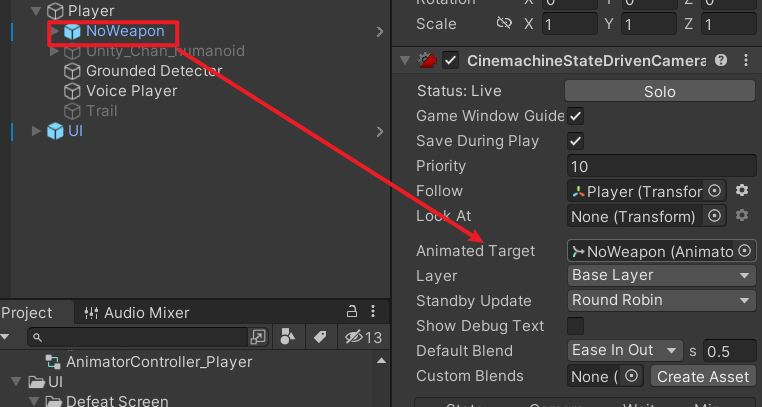 Player
NoWeapon
Unity_Chan_humanoid
Grounded Detector
Voice Player
Trail
UI
Project
Audio Mixer
13
AnimatorController_Player
UI
Defeat Screen
Rotation X 0 Y 0 Z 0
Scale X 1 Y 1 Z 1
CinemachineStateDrivenCamera
Status: Live Solo
Game Window Guide
Save During Play
Priority 10
Follow Player (Transfor
Look At None (Transform)
Animated Target NoWeapon (Animato
Layer Base Layer
Standby Update Round Robin
Show Debug Text
Default Blend Ease In Out s 0.5
Custom Blends None ( Create Asset